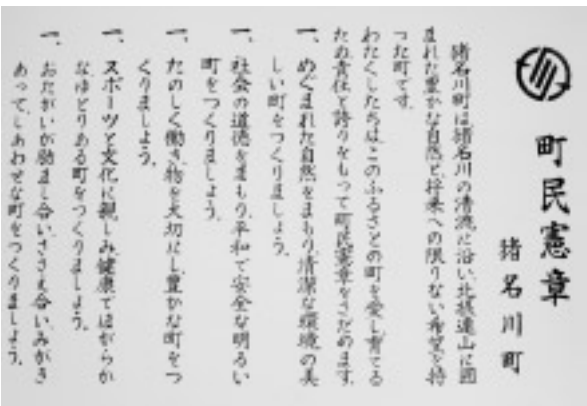 町民憲章
猪名川町
猪名川町は猪名川の清流に沿い、北摂連山に囲
まれた豊かな自然と、将来への限りない希望を持
った町です。
わたくしたちは、このふるさとの町を愛し育てる
ため責任と誇りをもって町民憲章をさだめます。
一、めぐまれた自然をまもり、清潔な環境の美
しい町をつくりましょう。
一、社会の道徳をまもり、平和で安全な明るい
町をつくりましょう。
一、たのしく働き、物を大切にし、豊かな町をつ
くりましょう。
一、スポーツと文化に親しみ、健康でほがらか
なゆとりある町をつくりましょう。
一、おたがいが励まし合い、ささえ合い、みがき
あって、しあわせな町をつくりましょう。